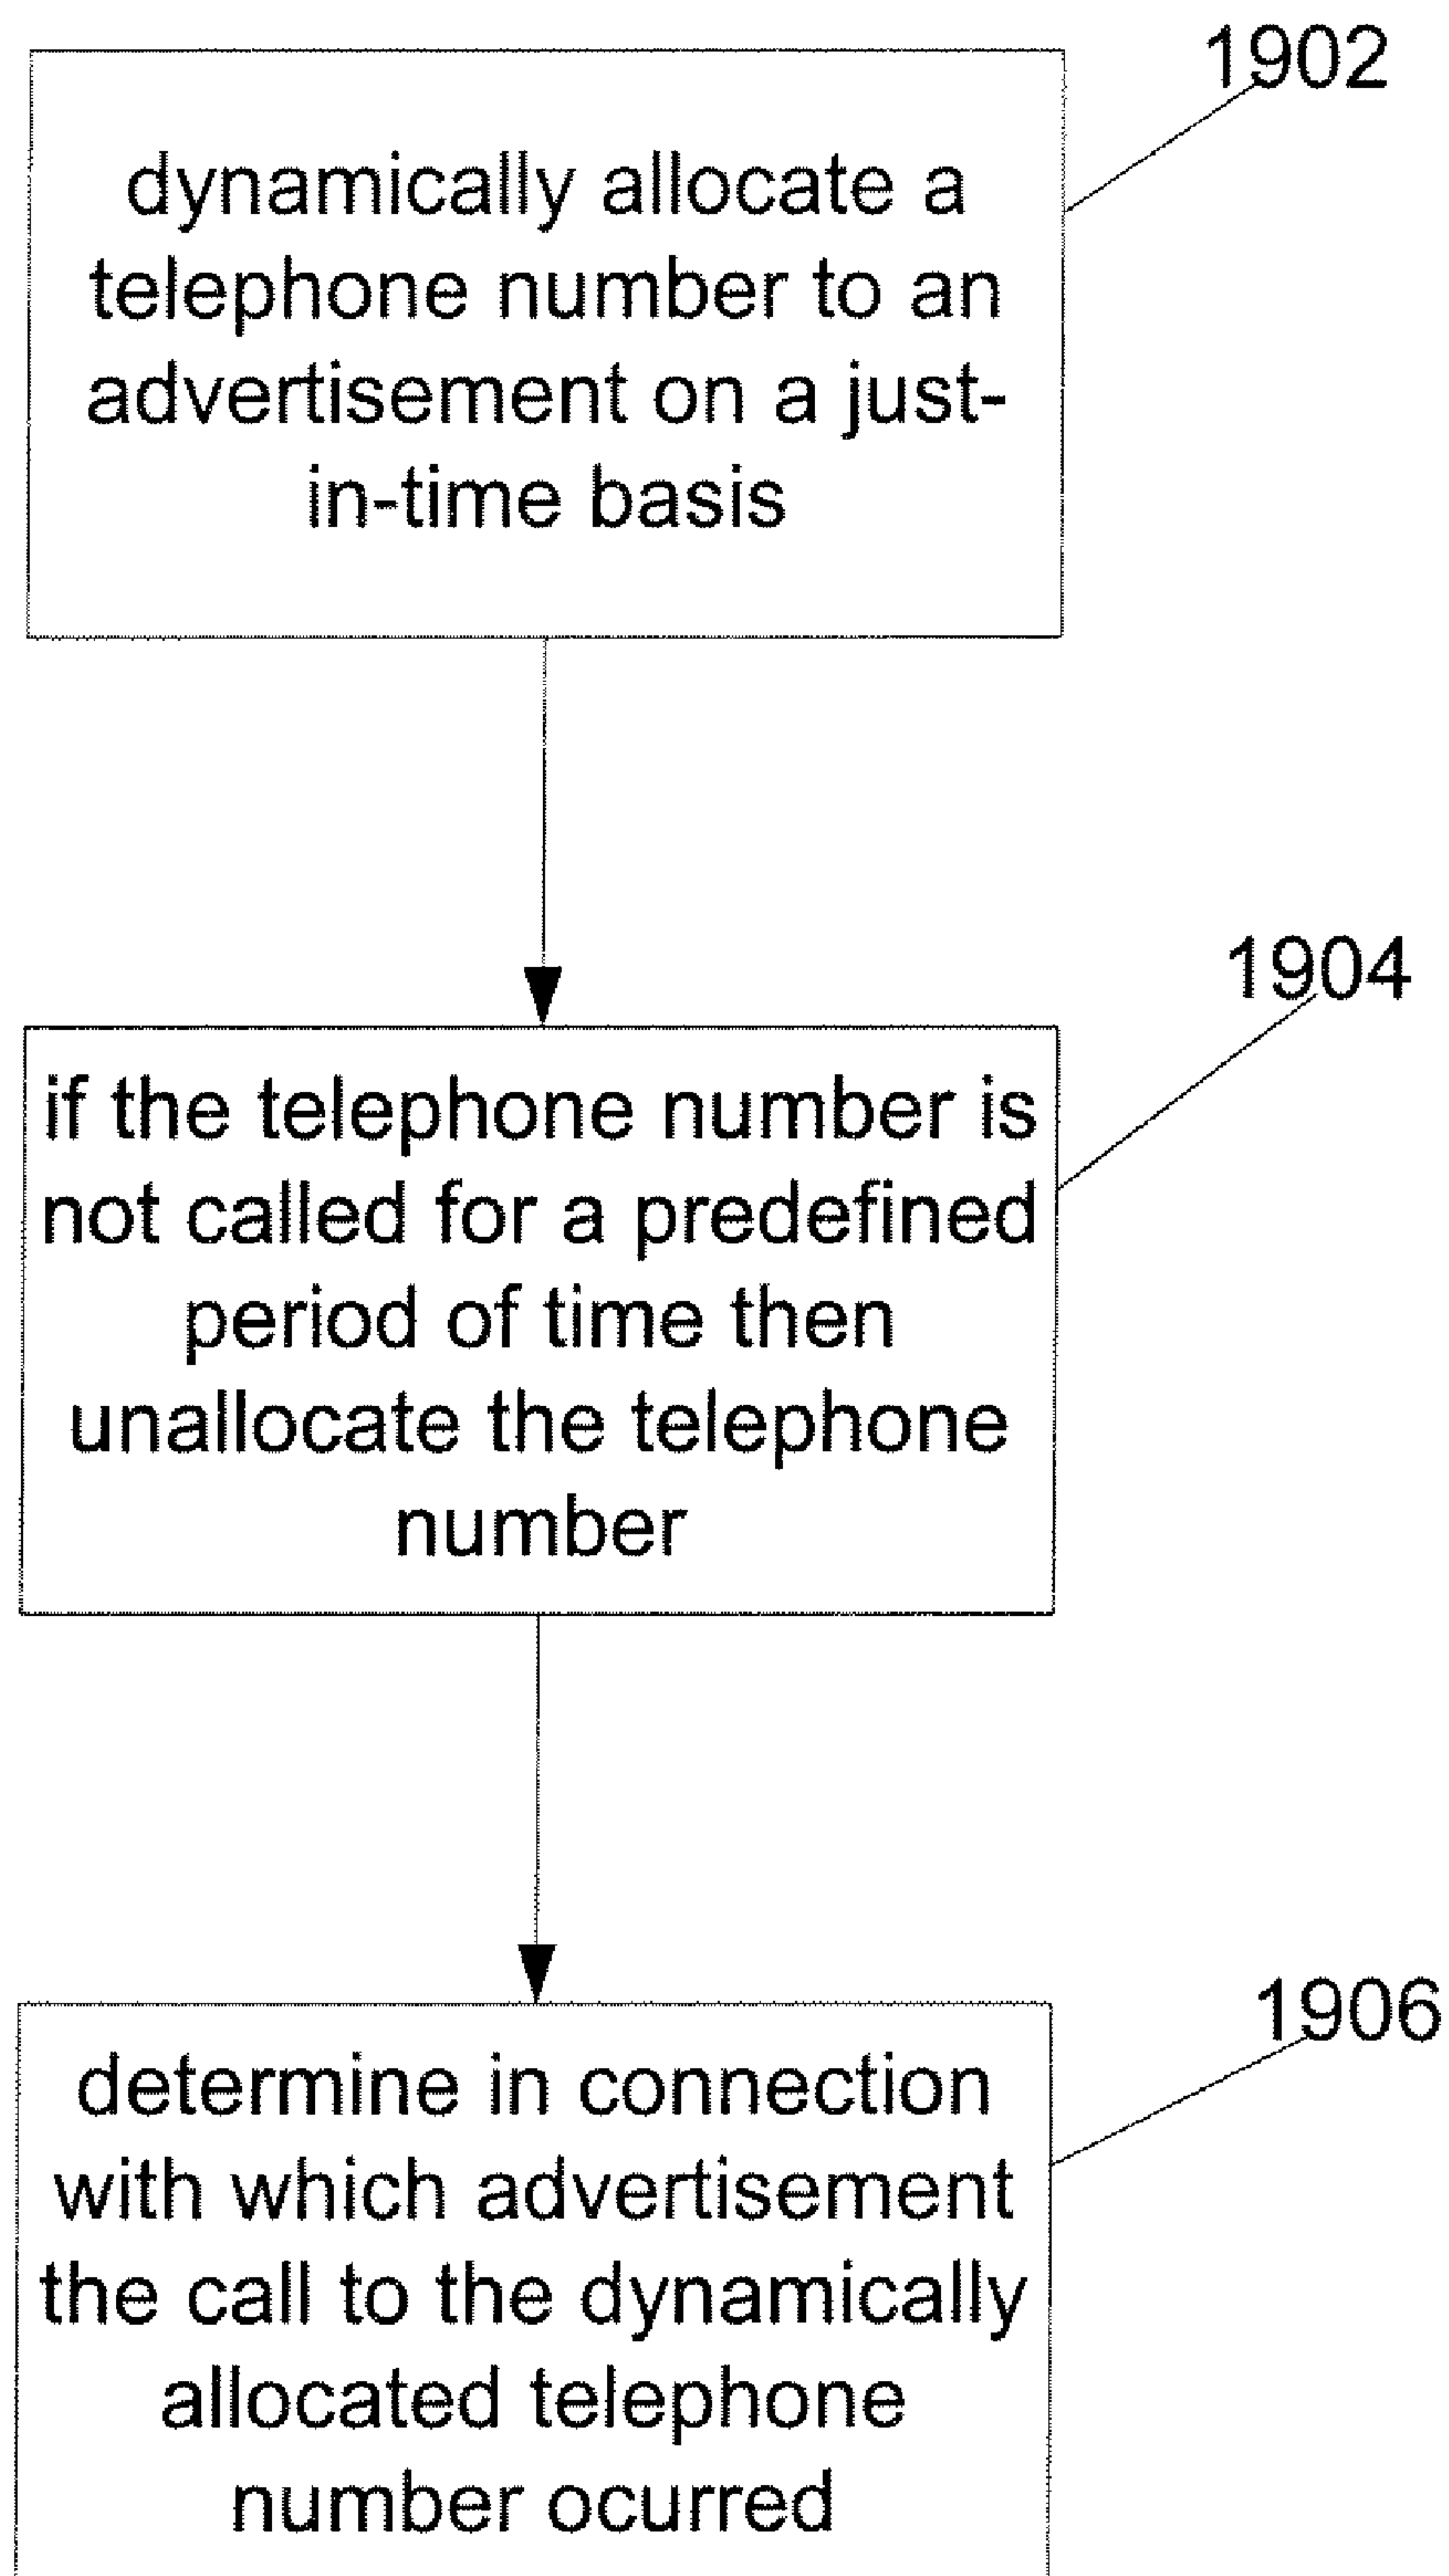 1902
dynamically allocate a
telephone number to an
advertisement on a just-
in-time basis
1904
if the telephone number is
not called for a predefined
period of time then
unallocate the telephone
number
1906
determine in connection
with which advertisement
the call to the dynamically
allocated telephone
number ocurred